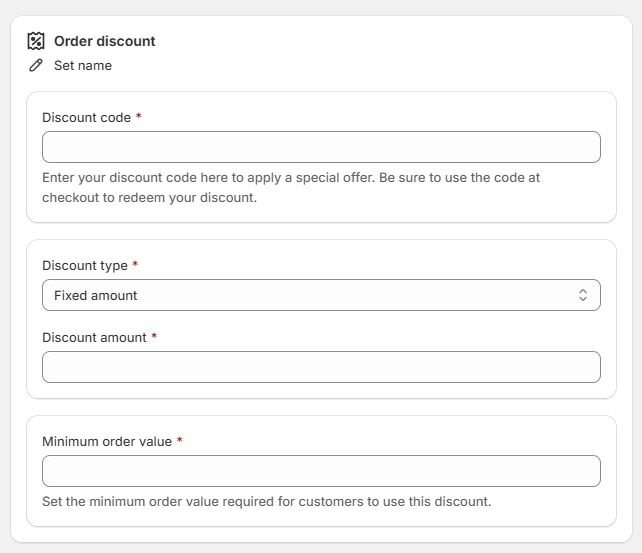 Order discount
Set name
Discount code *
Enter your discount code here to apply a special offer. Be sure to use the code at
checkout to redeem your discount.
Discount type *
Fixed amount
Discount amount *
Minimum order value *
Set the minimum order value required for customers to use this discount.